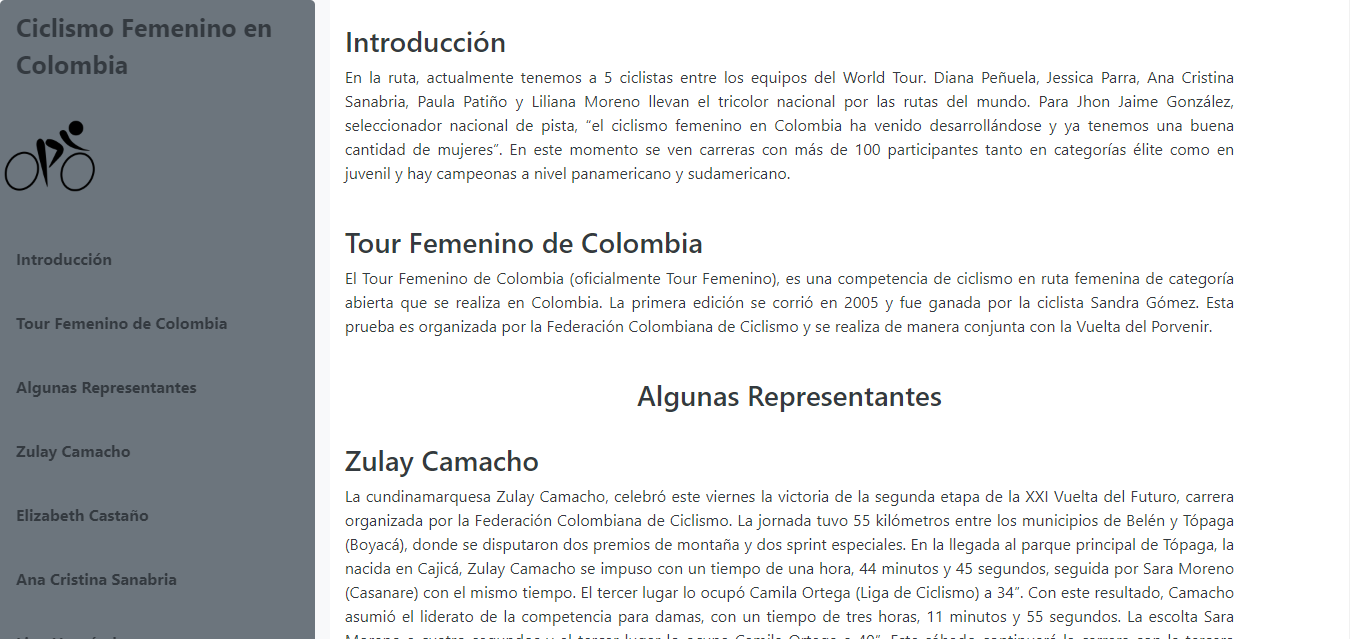 Ciclismo Femenino en
Colombia
Introducción
Tour Femenino de Colombia
Algunas Representantes
Zulay Camacho
Elizabeth Castaño
Ana Cristina Sanabria
Introducción
En la ruta, actualmente tenemos a 5 ciclistas entre los equipos del World Tour. Diana Peñuela, Jessica Parra, Ana Cristina
Sanabria, Paula Patiño y Liliana Moreno llevan el tricolor nacional por las rutas del mundo. Para Jhon Jaime González,
seleccionador nacional de pista, “el ciclismo femenino en Colombia ha venido desarrollándose y ya tenemos una buena
cantidad de mujeres”. En este momento se ven carreras con más de 100 participantes tanto en categorías élite como en
juvenil y hay campeonas a nivel panamericano y sudamericano.
Tour Femenino de Colombia
El Tour Femenino de Colombia (oficialmente Tour Femenino), es una competencia de ciclismo en ruta femenina de categoría
abierta que se realiza en Colombia. La primera edición se corrió en 2005 y fue ganada por la ciclista Sandra Gómez. Esta
prueba es organizada por la Federación Colombiana de Ciclismo y se realiza de manera conjunta con la Vuelta del Porvenir.
Algunas Representantes
Zulay Camacho
La cundinamarquesa Zulay Camacho, celebró este viernes la victoria de la segunda etapa de la XXI Vuelta del Futuro, carrera
organizada por la Federación Colombiana de Ciclismo. La jornada tuvo 55 kilómetros entre los municipios de Belén y Tópaga
(Boyacá), donde se disputaron dos premios de montaña y dos sprint especiales. En la llegada al parque principal de Tópaga, la
nacida en Cajicá, Zulay Camacho se impuso con un tiempo de una hora, 44 minutos y 45 segundos, seguida por Sara Moreno
(Casanare) con el mismo tiempo. El tercer lugar lo ocupó Camila Ortega (Liga de Ciclismo) a 34”. Con este resultado, Camacho
asumió el liderato de la competencia para damas, con un tiempo de tres horas, 11 minutos y 55 segundos. La escolta Sara